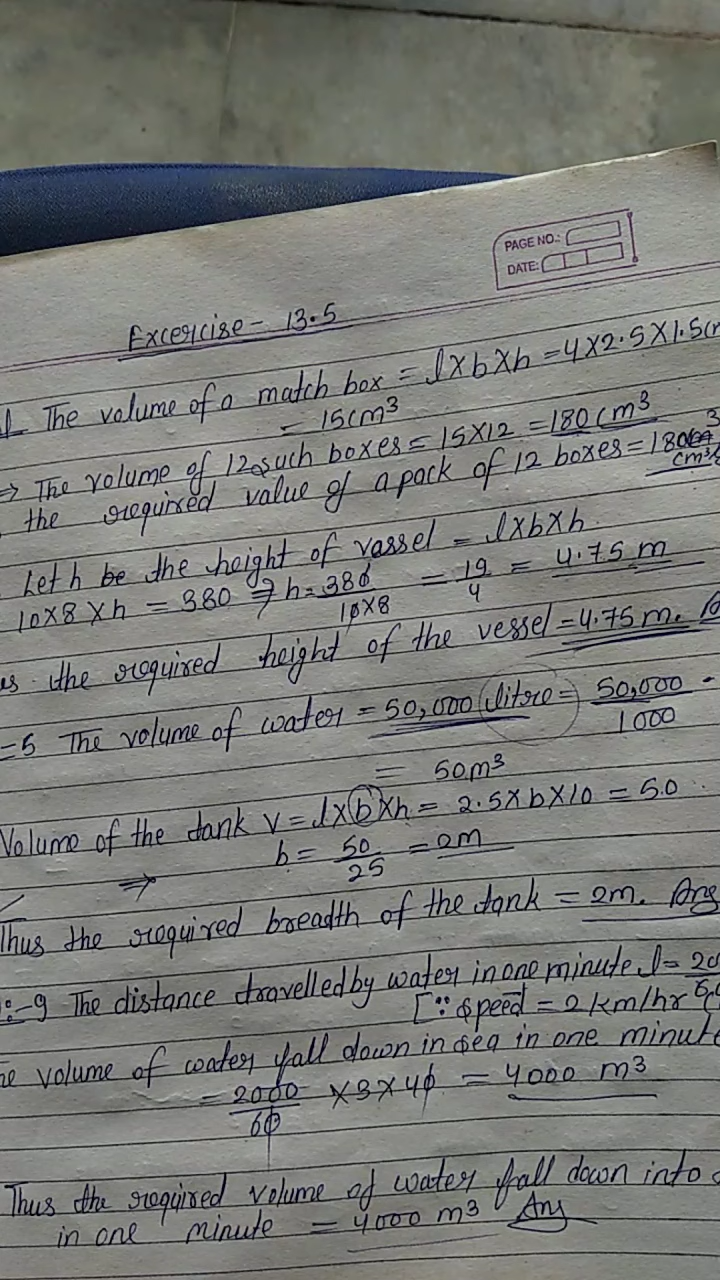 PAGE NO.:
DATE:
Excercise - 13.5
1 The volume of a match box = l×b×h = 4×2.5×1.5
= 15cm³
⇒ The volume of 12 such boxes = 15×12 = 180cm³
the required value of a pack of 12 boxes = 180 cm³
Let h be the height of vassel = l×b×h
10×8×h = 380 ⇒ h = 380/10×8 = 19/4 = 4.75 m
the required height of the vessel = 4.75 m.
=5 The volume of water = 50,000 litre = 50,000/1000
= 50m³
Volume of the tank V = l×b×h = 2.5×b×10 = 50
⇒ b = 50/25 = 2m
Thus the required breadth of the tank = 2m. Ans
:-9 The distance travelled by water in one minute l =
[∵ speed = 2 km/hr
volume of water fall down in sea in one minute
= 2000/60 ×3×40 = 4000 m³
Thus the required volume of water fall down into
in one minute = 4000 m³ Ans